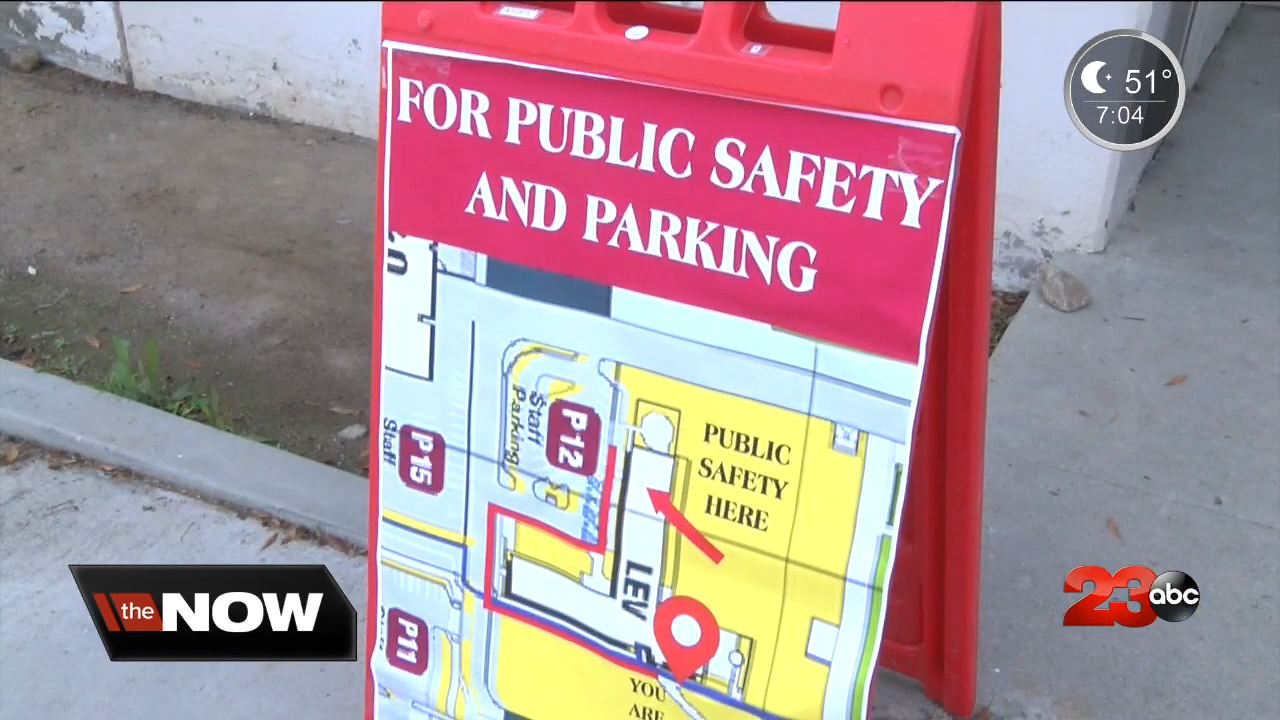 FOR PUBLIC SAFETY
AND PARKING
51°
7:04
P12
Staff
Parking
P15
Staff
PUBLIC
SAFETY
HERE
LEV
P11
YOU
ARE
the NOW
23 abc